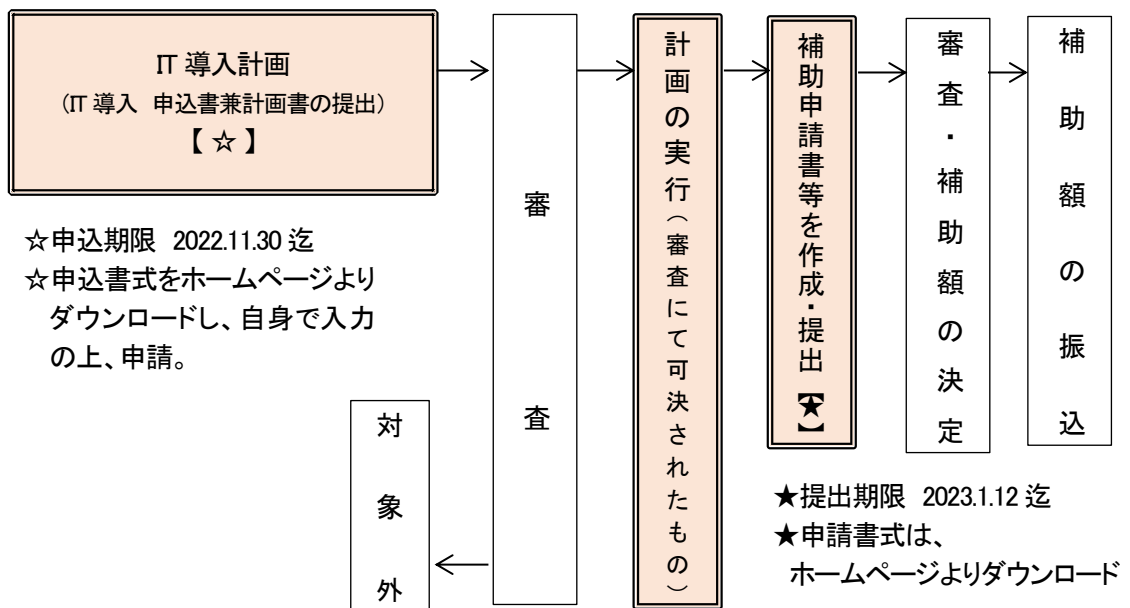 IT 導入計画
（IT 導入 申込書兼計画書の提出）
【 ☆ 】
☆申込期限 2022.11.30 迄
☆申込書式をホームページより
ダウンロードし、自身で入力
の上、申請。
審査
対象外
計画の実行（審査にて可決されたもの）
補助申請書等を作成・提出【★】
審査・補助額の決定
補助額の振込
★提出期限 2023.1.12 迄
★申請書式は、
ホームページよりダウンロード